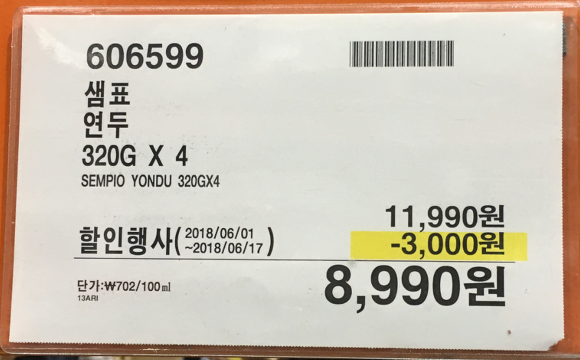 606599
샘표
연두
320G X 4
SEMPIO YONDU 320GX4
11,990원
할인행사(2018/06/01 ~2018/06/17)
-3,000원
8,990원
단가:₩702/100㎖
13ARI